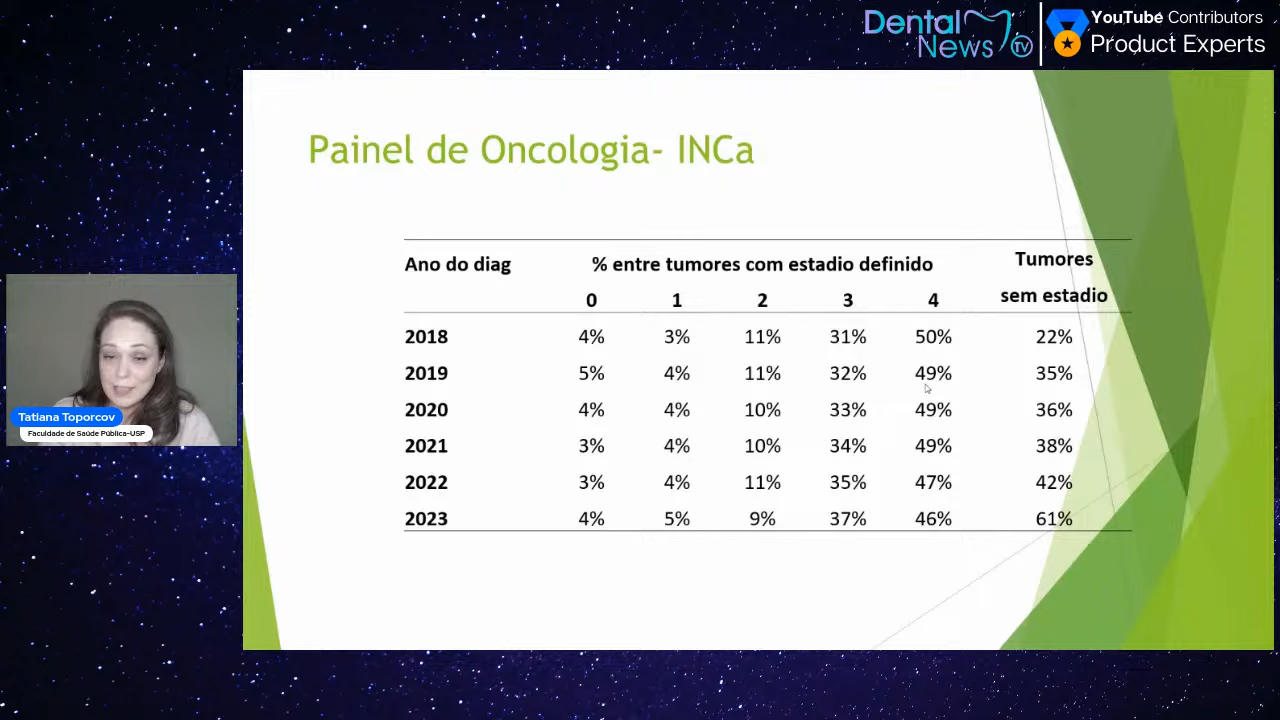 Dental
News TV
YouTube Contributors
Product Experts
Painel de Oncologia- INCa
Ano do diag % entre tumores com estadio definido Tumores
sem estadio
0 1 2 3 4
2018 4% 3% 11% 31% 50% 22%
2019 5% 4% 11% 32% 49% 35%
2020 4% 4% 10% 33% 49% 36%
2021 3% 4% 10% 34% 49% 38%
2022 3% 4% 11% 35% 47% 42%
2023 4% 5% 9% 37% 46% 61%
Tatiana Toporcov
Faculdade de Saúde Pública-USP